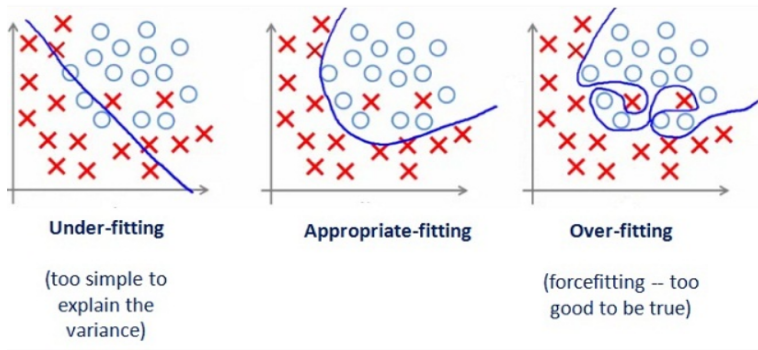 Under-fitting
(too simple to
explain the
variance)
Appropriate-fitting
Over-fitting
(forcefitting -- too
good to be true)